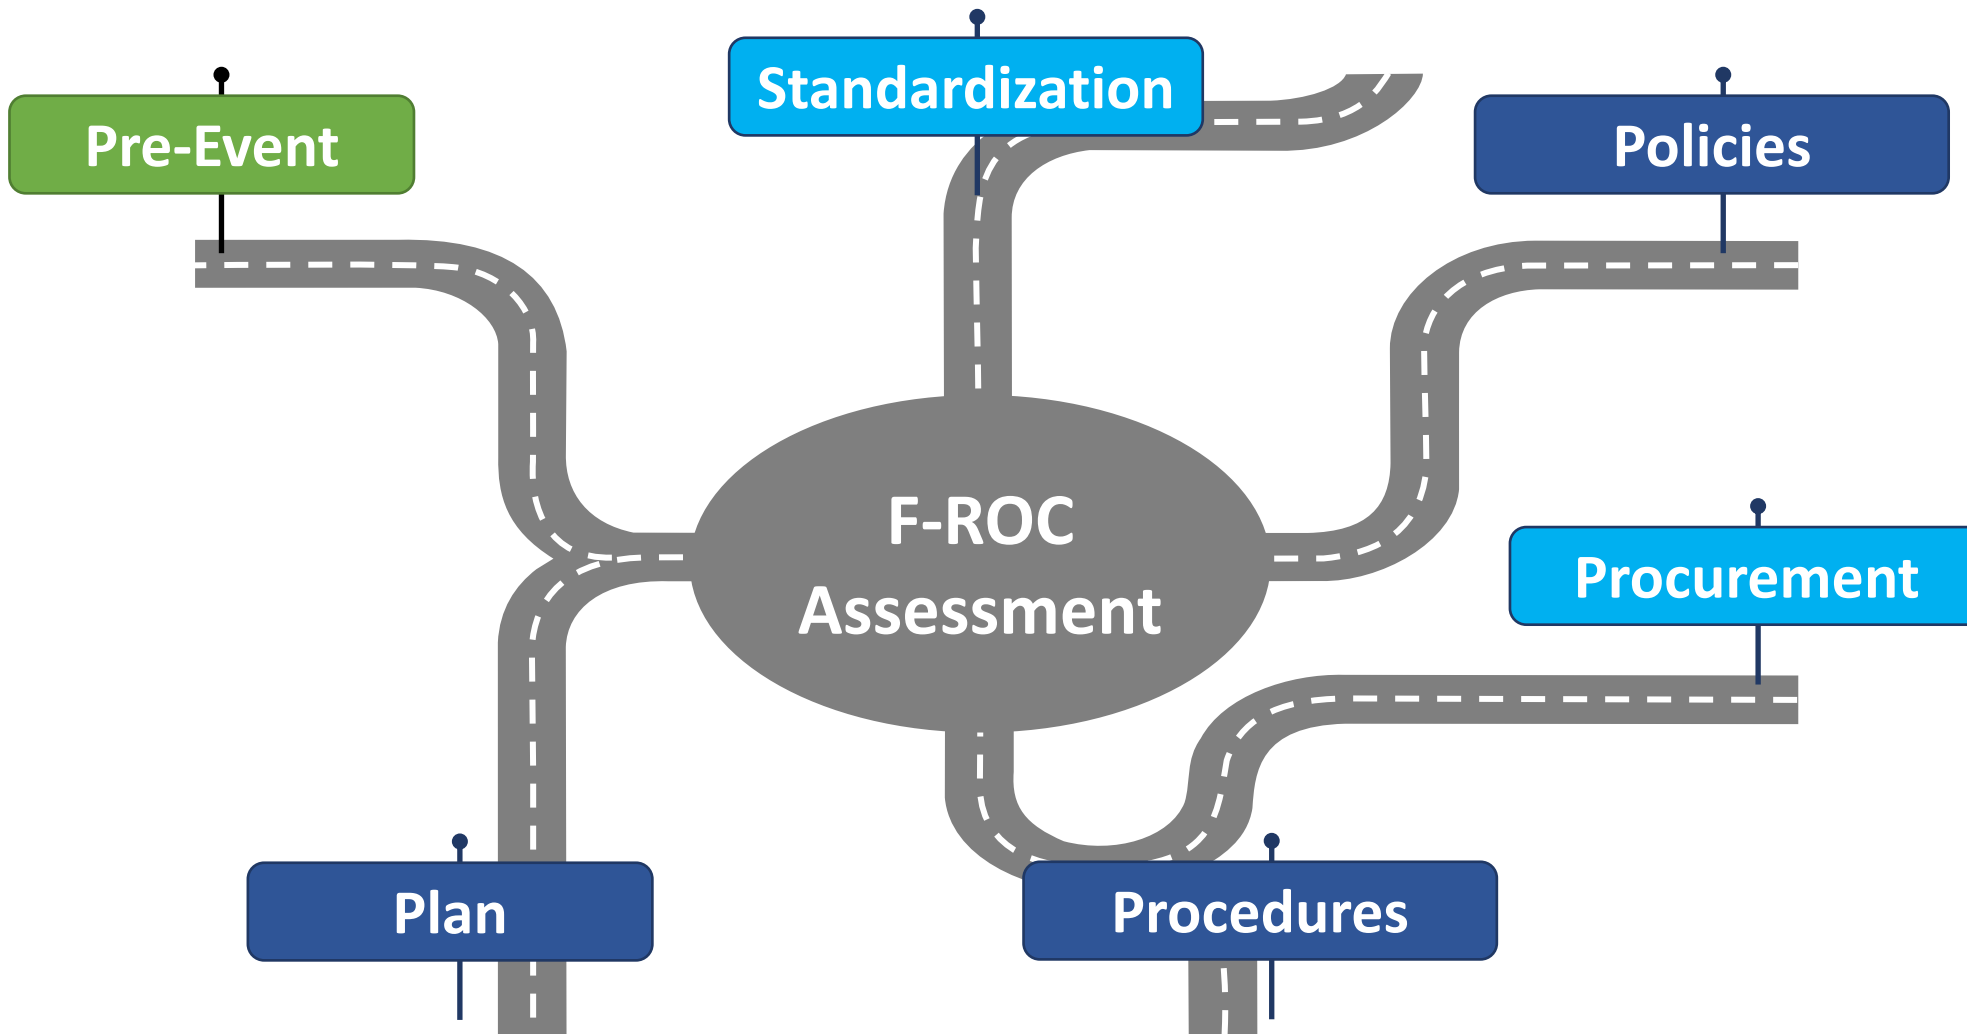 Standardization
Pre-Event
Policies
F-ROC
Assessment
Procurement
Plan
Procedures